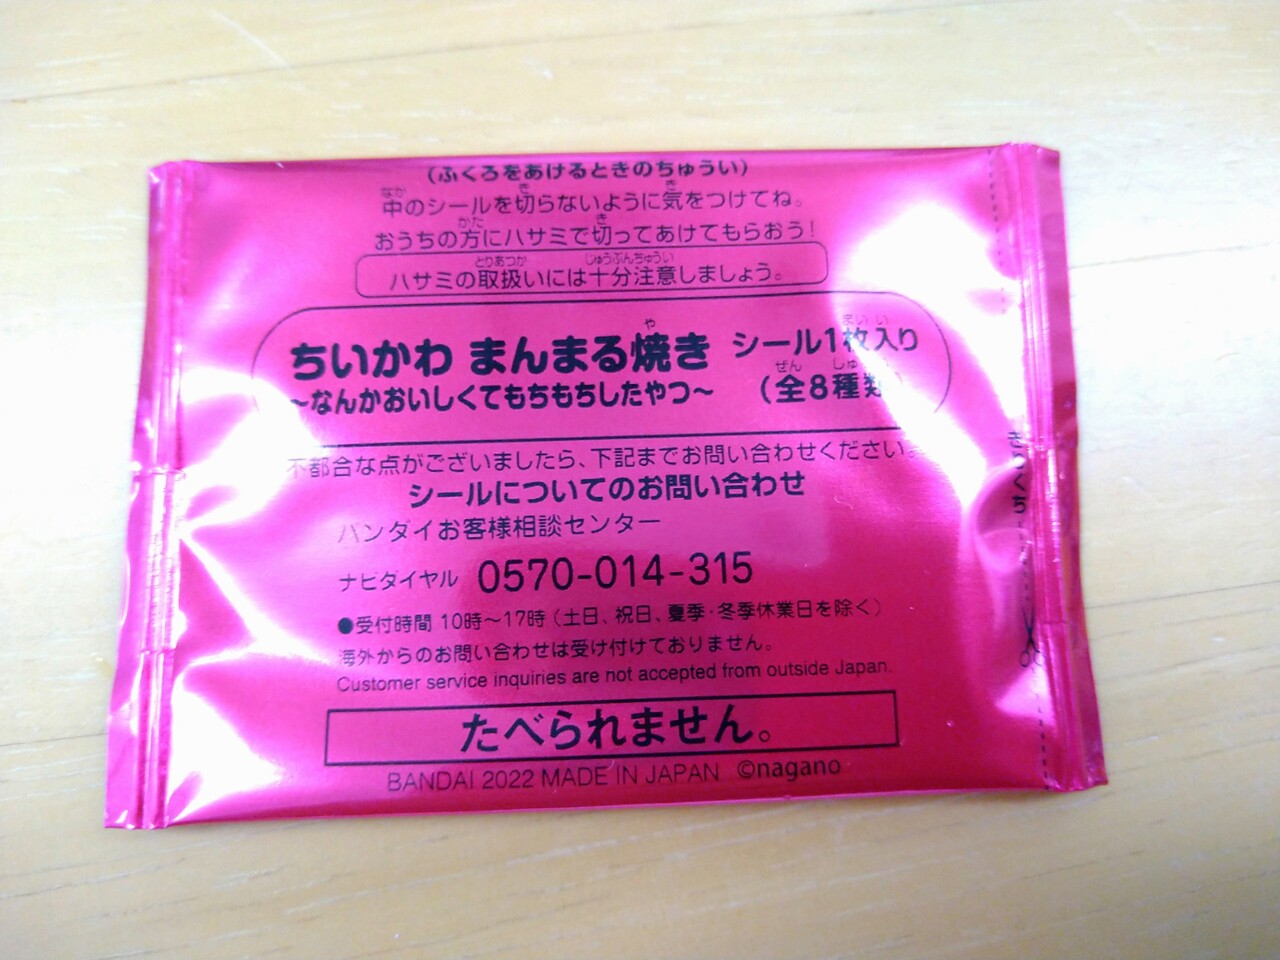 (ふくろをあけるときのちゅうい)
中のシールを切らないように気をつけてね。
おうちの方にハサミで切ってあけてもらおう!
ハサミの取扱いには十分注意しましょう。
ちいかわ まんまる焼き シール1枚入り
~なんかおいしくてもちもちしたやつ~ (全8種類)
不都合な点がございましたら、下記までお問い合わせください。
シールについてのお問い合わせ
バンダイお客様相談センター
ナビダイヤル 0570-014-315
●受付時間 10時~17時(土日、祝日、夏季・冬季休業日を除く)
海外からのお問い合わせは受け付けておりません。
Customer service inquiries are not accepted from outside Japan.
たべられません。
BANDAI 2022 MADE IN JAPAN ©nagano
きりくち